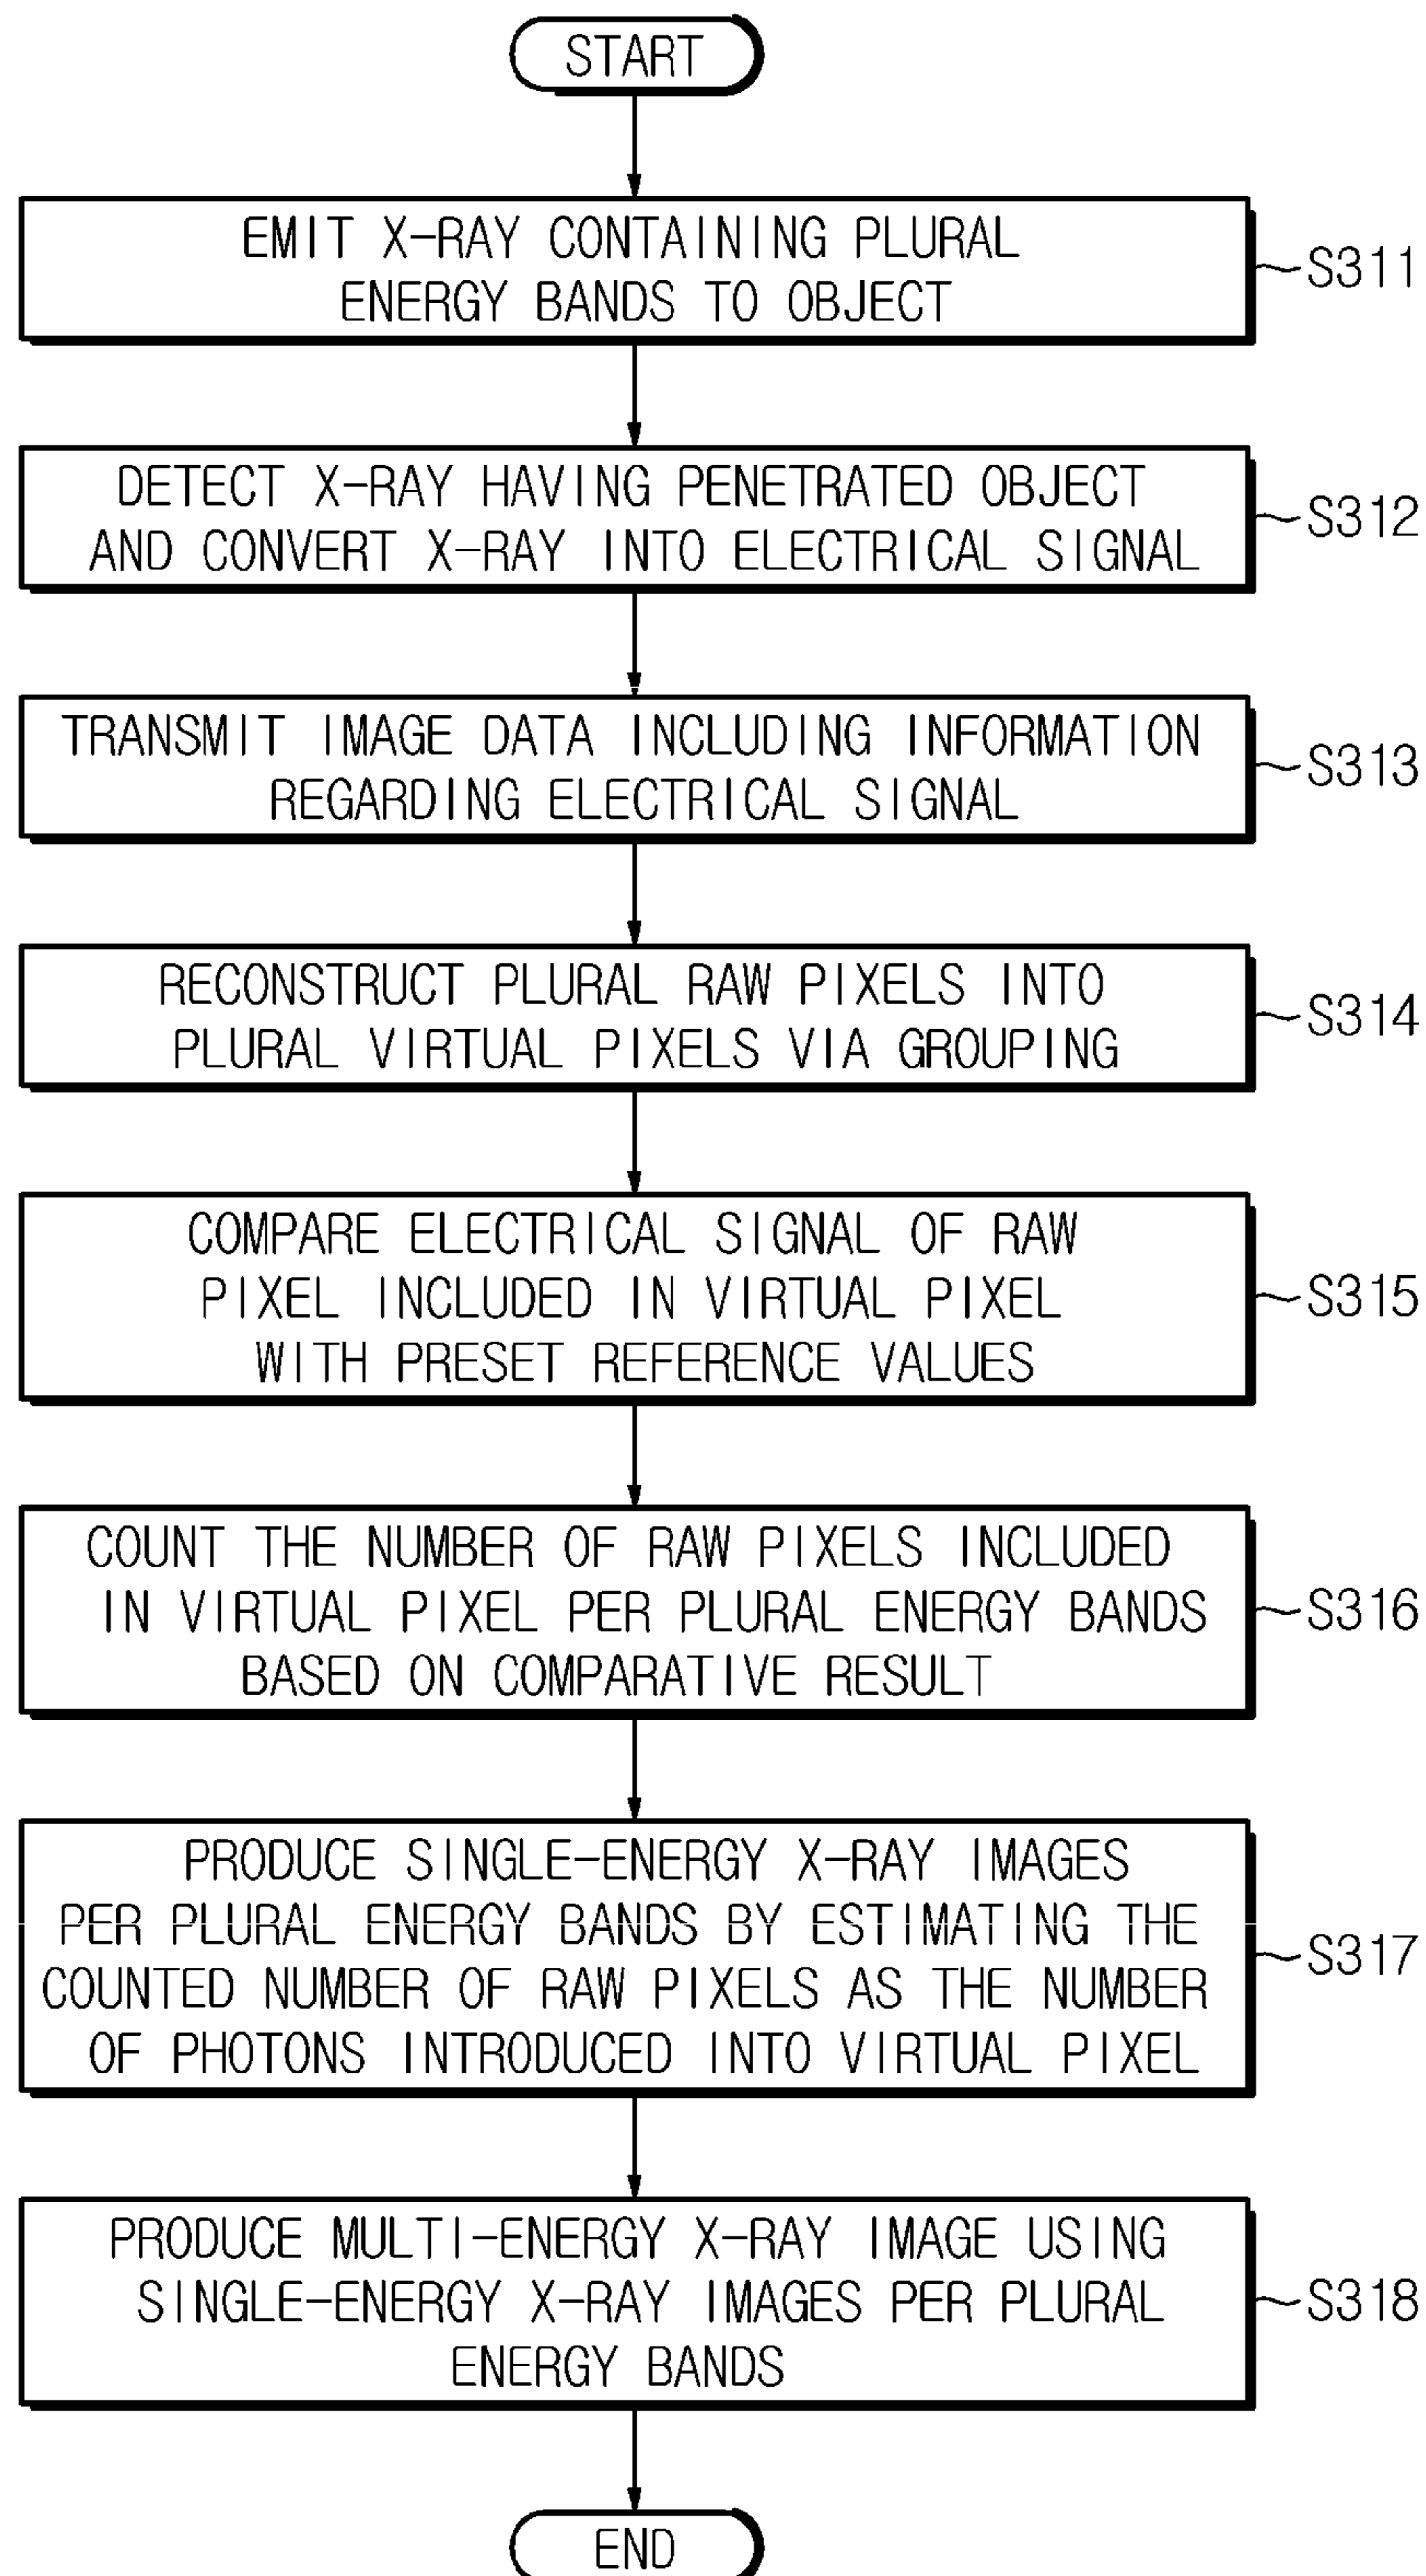 START
EMIT X-RAY CONTAINING PLURAL
ENERGY BANDS TO OBJECT
S311
DETECT X-RAY HAVING PENETRATED OBJECT
AND CONVERT X-RAY INTO ELECTRICAL SIGNAL
S312
TRANSMIT IMAGE DATA INCLUDING INFORMATION
REGARDING ELECTRICAL SIGNAL
S313
RECONSTRUCT PLURAL RAW PIXELS INTO
PLURAL VIRTUAL PIXELS VIA GROUPING
S314
COMPARE ELECTRICAL SIGNAL OF RAW
PIXEL INCLUDED IN VIRTUAL PIXEL
WITH PRESET REFERENCE VALUES
S315
COUNT THE NUMBER OF RAW PIXELS INCLUDED
IN VIRTUAL PIXEL PER PLURAL ENERGY BANDS
BASED ON COMPARATIVE RESULT
S316
PRODUCE SINGLE-ENERGY X-RAY IMAGES
PER PLURAL ENERGY BANDS BY ESTIMATING THE
COUNTED NUMBER OF RAW PIXELS AS THE NUMBER
OF PHOTONS INTRODUCED INTO VIRTUAL PIXEL
S317
PRODUCE MULTI-ENERGY X-RAY IMAGE USING
SINGLE-ENERGY X-RAY IMAGES PER PLURAL
ENERGY BANDS
S318
END